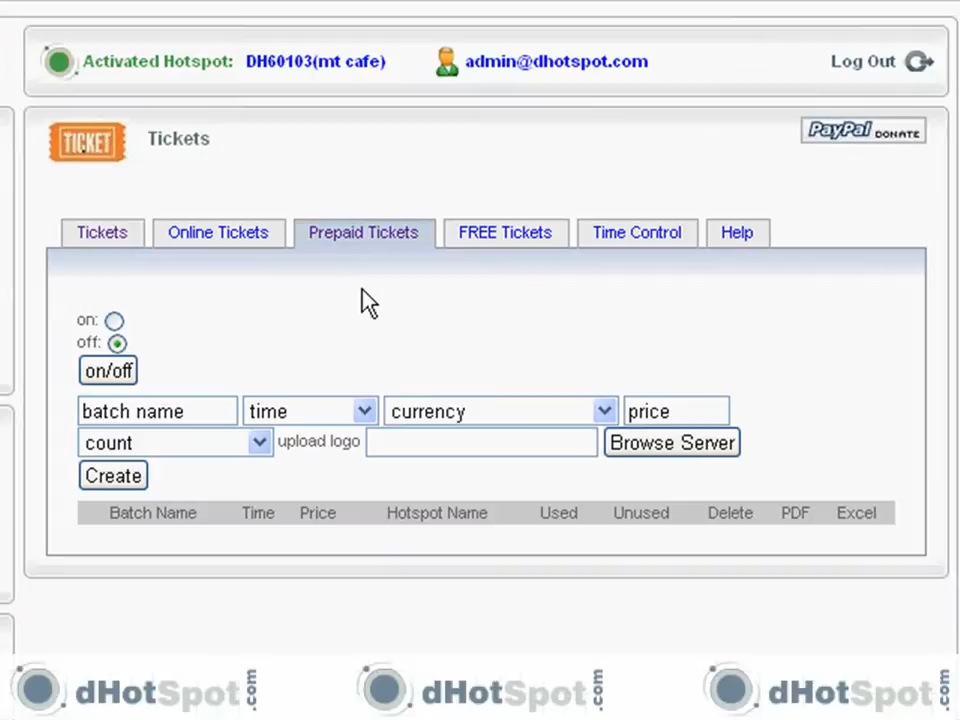 Activated Hotspot: DH60103(mt cafe) admin@dhotspot.com Log Out
TICKET Tickets PayPal DONATE
Tickets Online Tickets Prepaid Tickets FREE Tickets Time Control Help
on:
off:
on/off
batch name time currency price
count upload logo Browse Server
Create
Batch Name Time Price Hotspot Name Used Unused Delete PDF Excel
dHotSpot.com dHotSpot.com dHotSpot.com